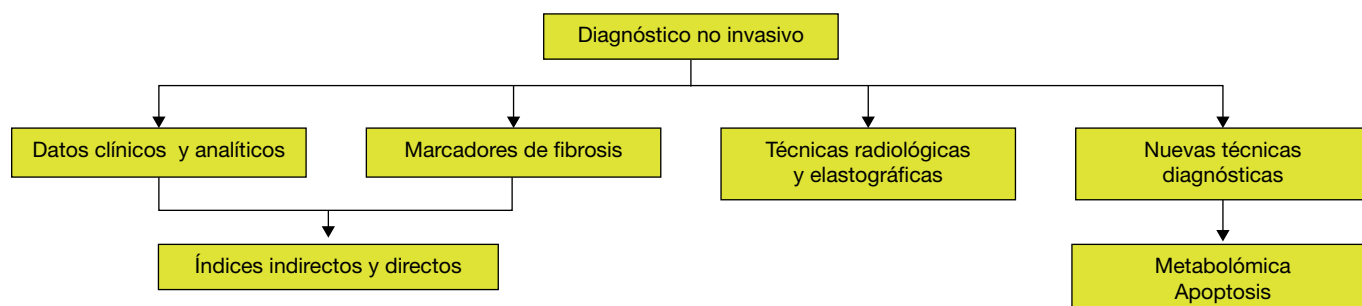 Diagnóstico no invasivo
Datos clínicos y analíticos
Marcadores de fibrosis
Técnicas radiológicas
y elastográficas
Nuevas técnicas
diagnósticas
Índices indirectos y directos
Metabolómica
Apoptosis